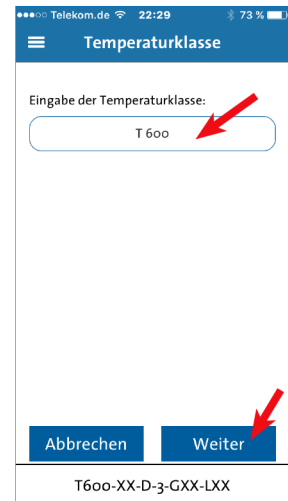 Telekom.de 22:29 73 %
Temperaturklasse
Eingabe der Temperaturklasse:
T 600
Abbrechen Weiter
T600-XX-D-3-GXX-LXX